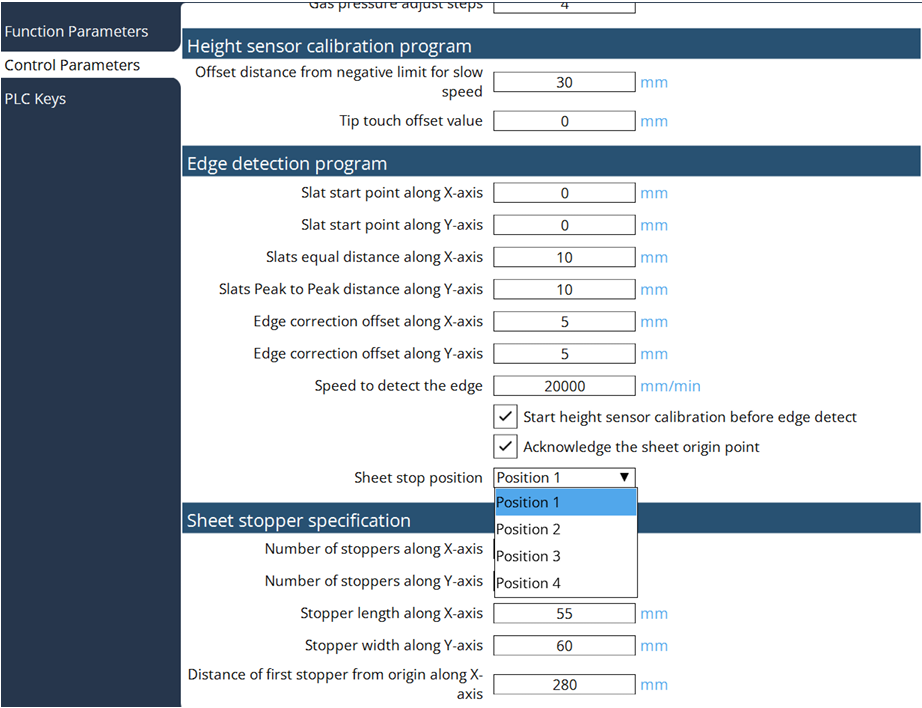 Function Parameters
Control Parameters
PLC Keys
Gas pressure adjust steps 4
Height sensor calibration program
Offset distance from negative limit for slow
speed 30 mm
Tip touch offset value 0 mm
Edge detection program
Slat start point along X-axis 0 mm
Slat start point along Y-axis 0 mm
Slats equal distance along X-axis 10 mm
Slats Peak to Peak distance along Y-axis 10 mm
Edge correction offset along X-axis 5 mm
Edge correction offset along Y-axis 5 mm
Speed to detect the edge 20000 mm/min
Start height sensor calibration before edge detect
Acknowledge the sheet origin point
Sheet stop position Position 1
Position 1
Position 2
Position 3
Position 4
Sheet stopper specification
Number of stoppers along X-axis
Number of stoppers along Y-axis
Stopper length along X-axis 55 mm
Stopper width along Y-axis 60 mm
Distance of first stopper from origin along X-
axis 280 mm